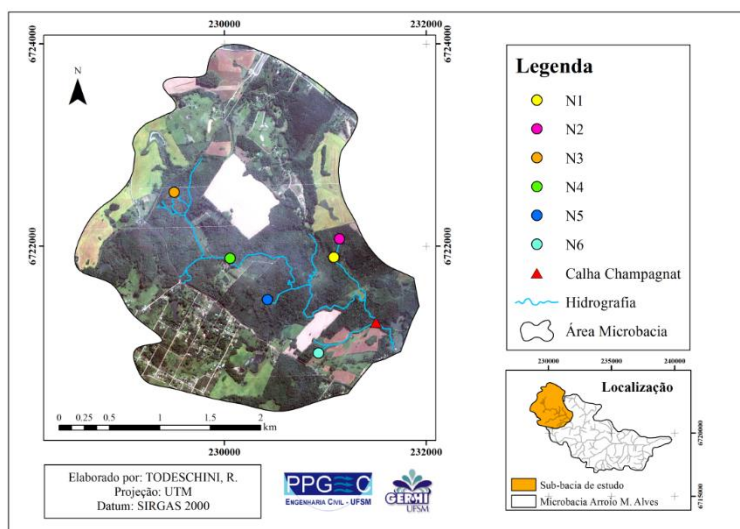 230000
232000
6724000
6724000
N
6722000
6722000
0 0.25 0.5 1 1.5 2
km
230000
232000
Legenda
N1
N2
N3
N4
N5
N6
Calha Champagnat
Hidrografia
Área Microbacia
230000 235000 240000
Localização
6720000
6715000
Sub-bacia de estudo
Microbacia Arroio M. Alves
Elaborado por: TODESCHINI, R.
Projeção: UTM
Datum: SIRGAS 2000
PPGEC
ENGENHARIA CIVIL - UFSM
GERHI
UFSM